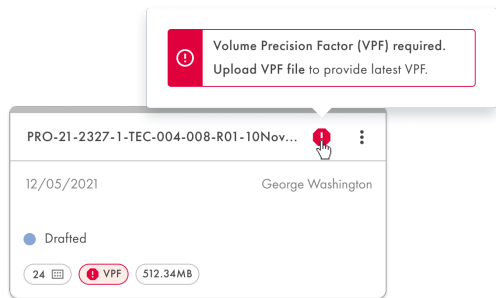 Volume Precision Factor (VPF) required.
Upload VPF file to provide latest VPF.
PRO-21-2327-1-TEC-004-008-R01-10Nov...
12/05/2021 George Washington
Drafted
24 VPF 512.34MB